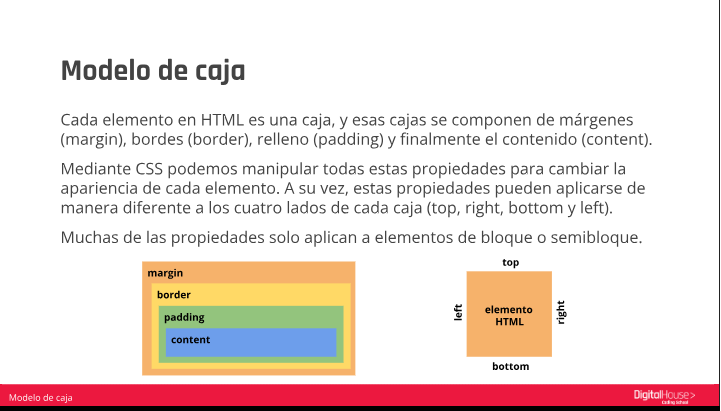 Modelo de caja
Cada elemento en HTML es una caja, y esas cajas se componen de márgenes
(margin), bordes (border), relleno (padding) y finalmente el contenido (content).
Mediante CSS podemos manipular todas estas propiedades para cambiar la
apariencia de cada elemento. A su vez, estas propiedades pueden aplicarse de
manera diferente a los cuatro lados de cada caja (top, right, bottom y left).
Muchas de las propiedades solo aplican a elementos de bloque o semibloque.
margin
border
padding
content
top
left
elemento
HTML
right
bottom
Modelo de caja
DigitalHouse>
Coding School